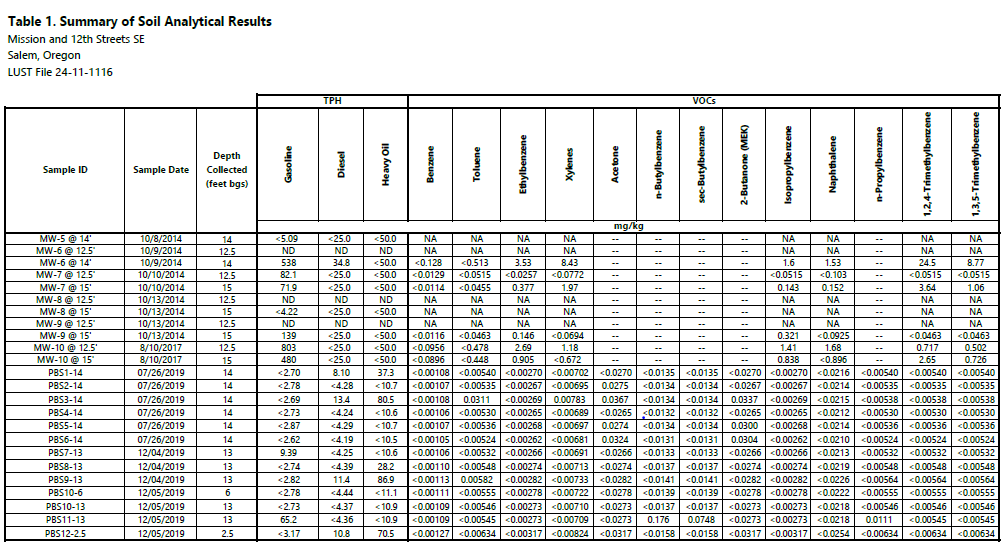 Table 1. Summary of Soil Analytical Results
Mission and 12th Streets SE
Salem, Oregon
LUST File 24-11-1116
TPH VOCs
Sample ID Sample Date Depth Collected (feet bgs) Gasoline Diesel Heavy Oil Benzene Toluene Ethylbenzene Xylenes Acetone n-Butylbenzene sec-Butylbenzene 2-Butanone (MEK) Isopropylbenzene Naphthalene n-Propylbenzene 1,2,4-Trimethylbenzene 1,3,5-Trimethylbenzene
mg/kg
MW-5 @ 14' 10/8/2014 14 <5.09 <25.0 <50.0 NA NA NA NA -- -- -- -- NA NA -- NA NA
MW-6 @ 12.5' 10/9/2014 12.5 ND ND ND NA NA NA NA -- -- -- -- NA NA -- NA NA
MW-6 @ 14' 10/9/2014 14 538 34.8 <50.0 <0.128 <0.513 3.53 8.43 -- -- -- -- 1.6 1.53 -- 24.5 8.77
MW-7 @ 12.5' 10/10/2014 12.5 82.1 <25.0 <50.0 <0.0129 <0.0515 <0.0257 <0.0772 -- -- -- -- <0.0515 <0.103 -- <0.0515 <0.0515
MW-7 @ 15' 10/10/2014 15 71.9 <25.0 <50.0 <0.0114 <0.0455 0.377 1.97 -- -- -- -- 0.143 0.152 -- 3.64 1.06
MW-8 @ 12.5' 10/13/2014 12.5 ND ND ND NA NA NA NA -- -- -- -- NA NA -- NA NA
MW-8 @ 15' 10/13/2014 15 <4.22 <25.0 <50.0 NA NA NA NA -- -- -- -- NA NA -- NA NA
MW-9 @ 12.5' 10/13/2014 12.5 ND ND ND NA NA NA NA -- -- -- -- NA NA -- NA NA
MW-9 @ 15' 10/13/2014 15 139 <25.0 <50.0 <0.0116 <0.0463 0.146 <0.0694 -- -- -- -- 0.321 <0.0925 -- <0.0463 <0.0463
MW-10 @ 12.5' 8/10/2017 12.5 803 <25.0 <50.0 <0.0956 <0.478 2.69 1.18 -- -- -- -- 1.41 1.68 -- 0.717 0.502
MW-10 @ 15' 8/10/2017 15 480 <25.0 <50.0 <0.0896 <0.448 0.905 <0.672 -- -- -- -- 0.838 <0.896 -- 2.65 0.726
PBS1-14 07/26/2019 14 <2.70 8.10 37.3 <0.00108 <0.00540 <0.00270 <0.00702 <0.0270 <0.0135 <0.0135 <0.0270 <0.00270 <0.0216 <0.00540 <0.00540 <0.00540
PBS2-14 07/26/2019 14 <2.78 <4.28 <10.7 <0.00107 <0.00535 <0.00267 <0.00695 0.0275 <0.0134 <0.0134 <0.0267 <0.00267 <0.0214 <0.00535 <0.00535 <0.00535
PBS3-14 07/26/2019 14 <2.69 13.4 80.5 <0.00108 0.0311 <0.00269 0.00783 0.0367 <0.0134 <0.0134 0.0337 <0.00269 <0.0215 <0.00538 <0.00538 <0.00538
PBS4-14 07/26/2019 14 <2.73 <4.24 <10.6 <0.00106 <0.00530 <0.00265 <0.00689 <0.0265 <0.0132 <0.0132 <0.0265 <0.00265 <0.0212 <0.00530 <0.00530 <0.00530
PBS5-14 07/26/2019 14 <2.87 <4.29 <10.7 <0.00107 <0.00536 <0.00268 <0.00697 0.0274 <0.0134 <0.0134 0.0300 <0.00268 <0.0214 <0.00536 <0.00536 <0.00536
PBS6-14 07/26/2019 14 <2.62 <4.19 <10.5 <0.00105 <0.00524 <0.00262 <0.00681 0.0324 <0.0131 <0.0131 0.0304 <0.00262 <0.0210 <0.00524 <0.00524 <0.00524
PBS7-13 12/04/2019 13 9.39 <4.25 <10.6 <0.00106 <0.00532 <0.00266 <0.00691 <0.0266 <0.0133 <0.0133 <0.0266 <0.00266 <0.0213 <0.00532 <0.00532 <0.00532
PBS8-13 12/04/2019 13 <2.74 <4.39 28.2 <0.00110 <0.00548 <0.00274 <0.00713 <0.0274 <0.0137 <0.0137 <0.0274 <0.00274 <0.0219 <0.00548 <0.00548 <0.00548
PBS9-13 12/04/2019 13 <2.82 11.4 86.9 <0.00113 0.00582 <0.00282 <0.00733 <0.0282 <0.0141 <0.0141 <0.0282 <0.00282 <0.0226 <0.00564 <0.00564 <0.00564
PBS10-6 12/05/2019 6 <2.78 <4.44 <11.1 <0.00111 <0.00555 <0.00278 <0.00722 <0.0278 <0.0139 <0.0139 <0.0278 <0.00278 <0.0222 <0.00555 <0.00555 <0.00555
PBS10-13 12/05/2019 13 <2.73 <4.37 <10.9 <0.00109 <0.00546 <0.00273 <0.00710 <0.0273 <0.0137 <0.0137 <0.0273 <0.00273 <0.0218 <0.00546 <0.00546 <0.00546
PBS11-13 12/05/2019 13 65.2 <4.36 <10.9 <0.00109 <0.00545 <0.00273 <0.00709 <0.0273 0.176 0.0748 <0.0273 <0.00273 <0.0218 0.0111 <0.00545 <0.00545
PBS12-2.5 12/05/2019 2.5 <3.17 10.8 70.5 <0.00127 <0.00634 <0.00317 <0.00824 <0.0317 <0.0158 <0.0158 <0.0317 <0.00317 <0.0254 <0.00634 <0.00634 <0.00634